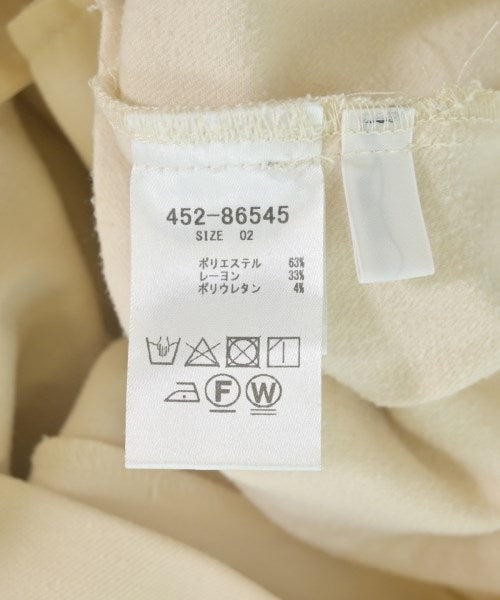 452-86545
SIZE 02
ポリエステル 63%
レーヨン 33%
ポリウレタン 4%
F W